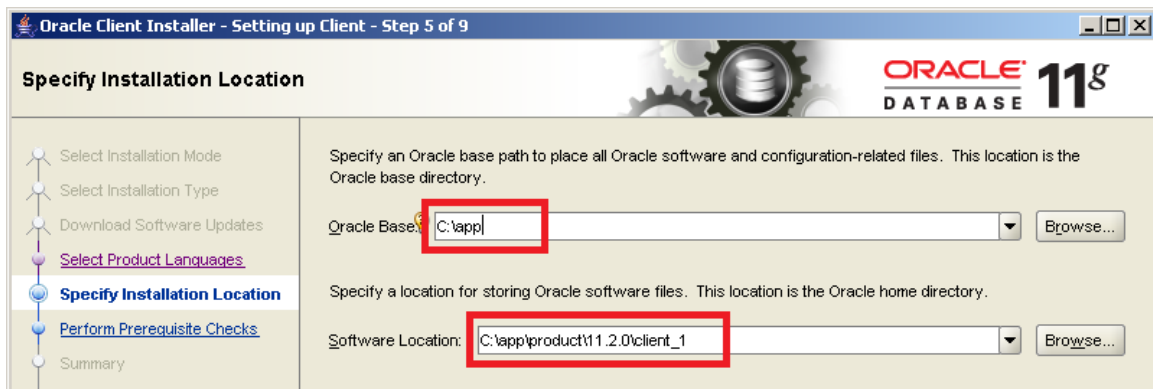 Oracle Client Installer - Setting up Client - Step 5 of 9
Specify Installation Location
ORACLE
DATABASE
11g
Select Installation Mode
Select Installation Type
Download Software Updates
Select Product Languages
Specify Installation Location
Perform Prerequisite Checks
Summary
Specify an Oracle base path to place all Oracle software and configuration-related files. This location is the
Oracle base directory.
Oracle Base: C:\app Browse...
Specify a location for storing Oracle software files. This location is the Oracle home directory.
Software Location: C:\app\product\11.2.0\client_1 Browse...